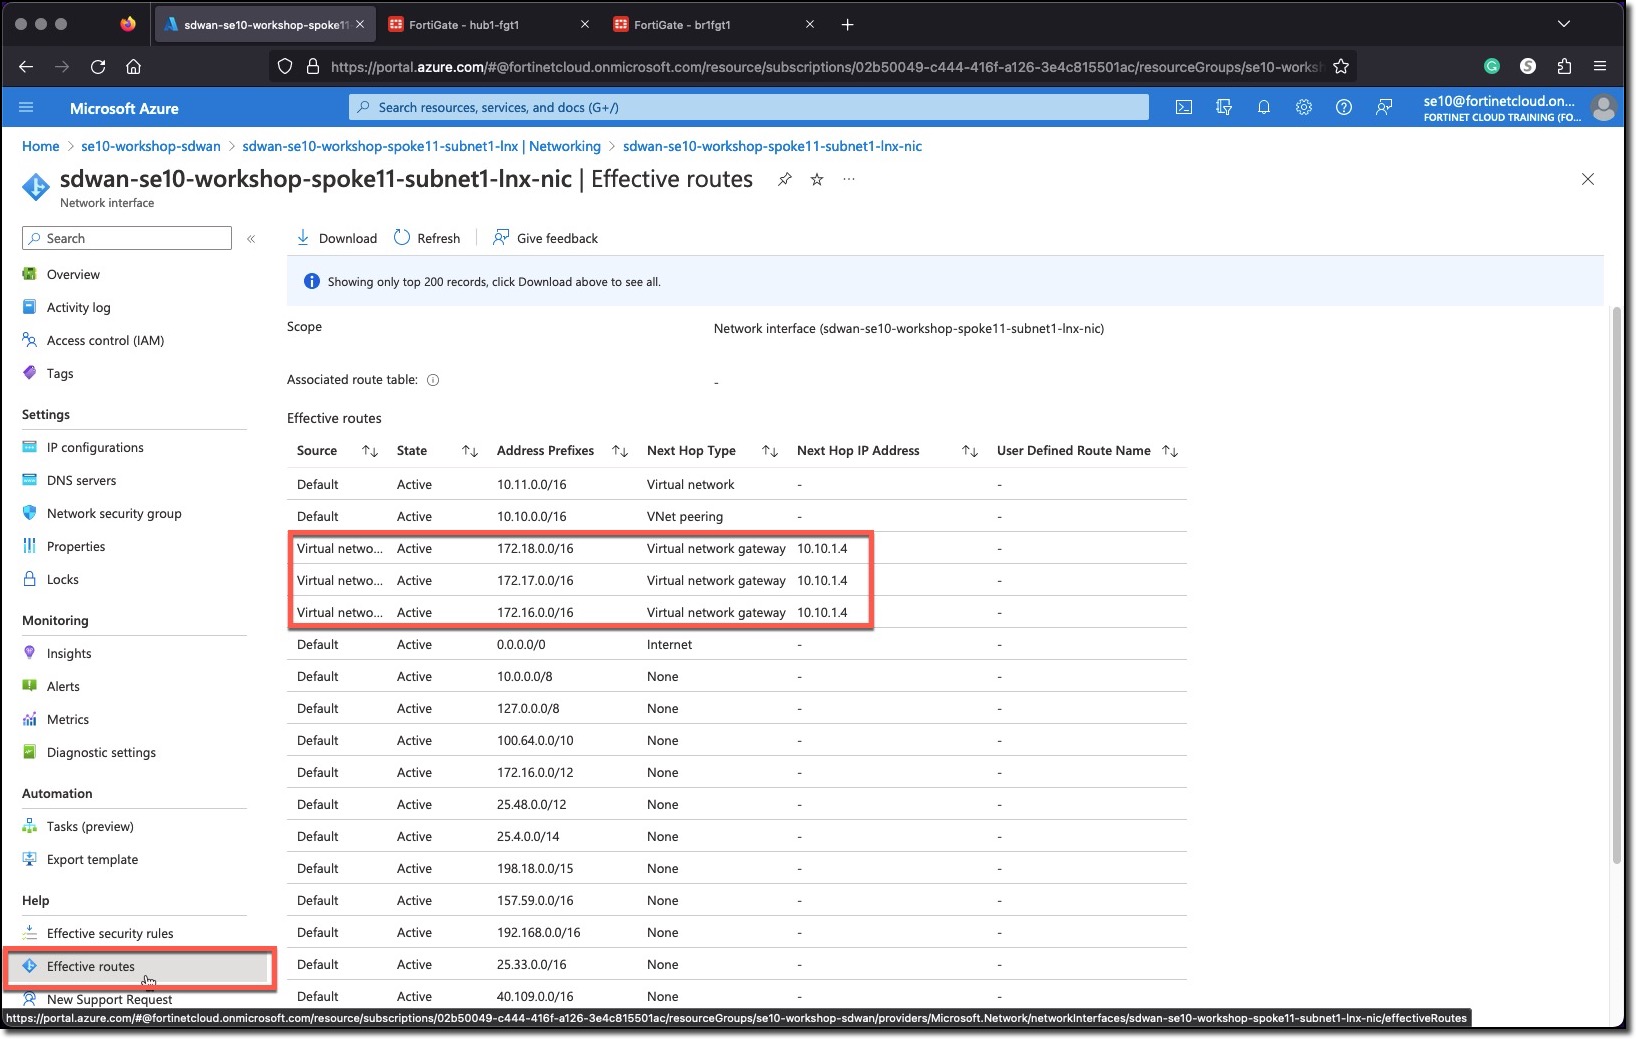 sdwan-se10-workshop-spoke11
FortiGate - hub1-fgt1
FortiGate - br1fgt1
https://portal.azure.com/#@fortinetcloud.onmicrosoft.com/resource/subscriptions/02b50049-c444-416f-a126-3e4c815501ac/resourceGroups/se10-worksh
Microsoft Azure
Search resources, services, and docs (G+/)
se10@fortinetcloud.on...
FORTINET CLOUD TRAINING (FO...
Home > se10-workshop-sdwan > sdwan-se10-workshop-spoke11-subnet1-lnx | Networking > sdwan-se10-workshop-spoke11-subnet1-lnx-nic
sdwan-se10-workshop-spoke11-subnet1-lnx-nic | Effective routes ...
Network interface
Search
«
Overview
Activity log
Access control (IAM)
Tags
Settings
IP configurations
DNS servers
Network security group
Properties
Locks
Monitoring
Insights
Alerts
Metrics
Diagnostic settings
Automation
Tasks (preview)
Export template
Help
Effective security rules
Effective routes
New Support Request
Download Refresh Give feedback
Showing only top 200 records, click Download above to see all.
Scope Network interface (sdwan-se10-workshop-spoke11-subnet1-lnx-nic)
Associated route table: -
Effective routes
Source State Address Prefixes Next Hop Type Next Hop IP Address User Defined Route Name
Default Active 10.11.0.0/16 Virtual network - -
Default Active 10.10.0.0/16 VNet peering - -
Virtual netwo... Active 172.18.0.0/16 Virtual network gateway 10.10.1.4 -
Virtual netwo... Active 172.17.0.0/16 Virtual network gateway 10.10.1.4 -
Virtual netwo... Active 172.16.0.0/16 Virtual network gateway 10.10.1.4 -
Default Active 0.0.0.0/0 Internet - -
Default Active 10.0.0.0/8 None - -
Default Active 127.0.0.0/8 None - -
Default Active 100.64.0.0/10 None - -
Default Active 172.16.0.0/12 None - -
Default Active 25.48.0.0/12 None - -
Default Active 25.4.0.0/14 None - -
Default Active 198.18.0.0/15 None - -
Default Active 157.59.0.0/16 None - -
Default Active 192.168.0.0/16 None - -
Default Active 25.33.0.0/16 None - -
Default Active 40.109.0.0/16 None - -
https://portal.azure.com/#@fortinetcloud.onmicrosoft.com/resource/subscriptions/02b50049-c444-416f-a126-3e4c815501ac/resourceGroups/se10-workshop-sdwan/providers/Microsoft.Network/networkInterfaces/sdwan-se10-workshop-spoke11-subnet1-lnx-nic/effectiveRoutes